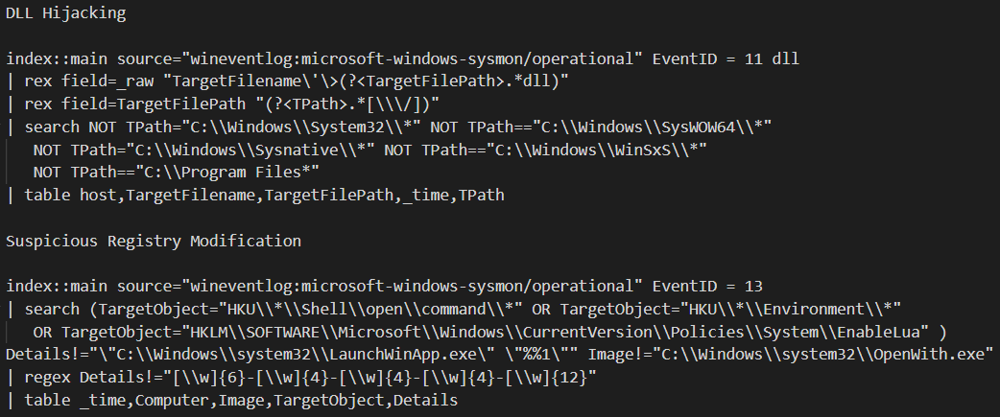 DLL Hijacking
index::main source="wineventlog:microsoft-windows-sysmon/operational" EventID = 11 dll
| rex field=_raw "TargetFilename\'\>(?<TargetFilePath>.*dll)"
| rex field=TargetFilePath "(?<TPath>.*[\\\/])"
| search NOT TPath="C:\\Windows\\System32\\*" NOT TPath=="C:\\Windows\\SysWOW64\\*"
NOT TPath="C:\\Windows\\Sysnative\\*" NOT TPath=="C:\\Windows\\WinSxS\\*"
NOT TPath=="C:\\Program Files*"
| table host,TargetFilename,TargetFilePath,_time,TPath
Suspicious Registry Modification
index::main source="wineventlog:microsoft-windows-sysmon/operational" EventID = 13
| search (TargetObject="HKU\\*\\Shell\\open\\command\\*" OR TargetObject="HKU\\*\\Environment\\*"
OR TargetObject="HKLM\\SOFTWARE\\Microsoft\\Windows\\CurrentVersion\\Policies\\System\\EnableLua" )
Details!="\"C:\\Windows\\system32\\LaunchWinApp.exe\" \"%%1\"" Image!="C:\\Windows\\system32\\OpenWith.exe"
| regex Details!="[\\w]{6}-[\\w]{4}-[\\w]{4}-[\\w]{4}-[\\w]{12}"
| table _time,Computer,Image,TargetObject,Details